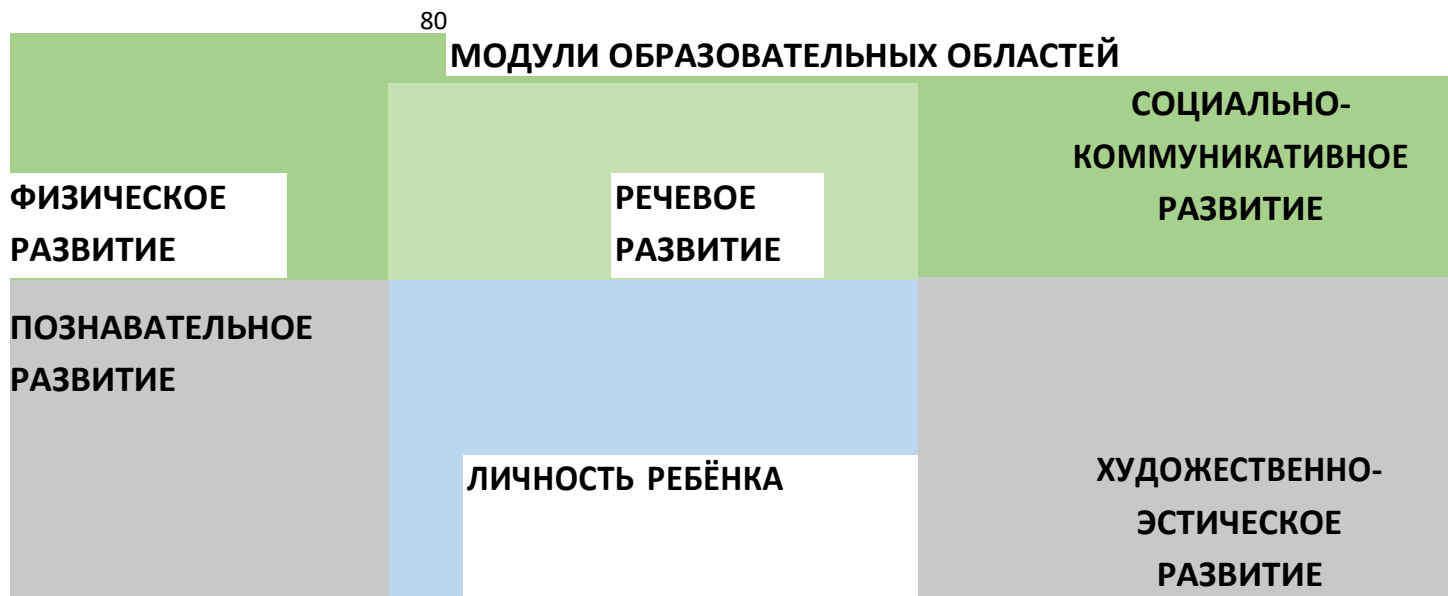 80
МОДУЛИ ОБРАЗОВАТЕЛЬНЫХ ОБЛАСТЕЙ
ФИЗИЧЕСКОЕ
РАЗВИТИЕ
РЕЧЕВОЕ
РАЗВИТИЕ
СОЦИАЛЬНО-
КОММУНИКАТИВНОЕ
РАЗВИТИЕ
ПОЗНАВАТЕЛЬНОЕ
РАЗВИТИЕ
ЛИЧНОСТЬ РЕБЁНКА
ХУДОЖЕСТВЕННО-
ЭСТИЧЕСКОЕ
РАЗВИТИЕ